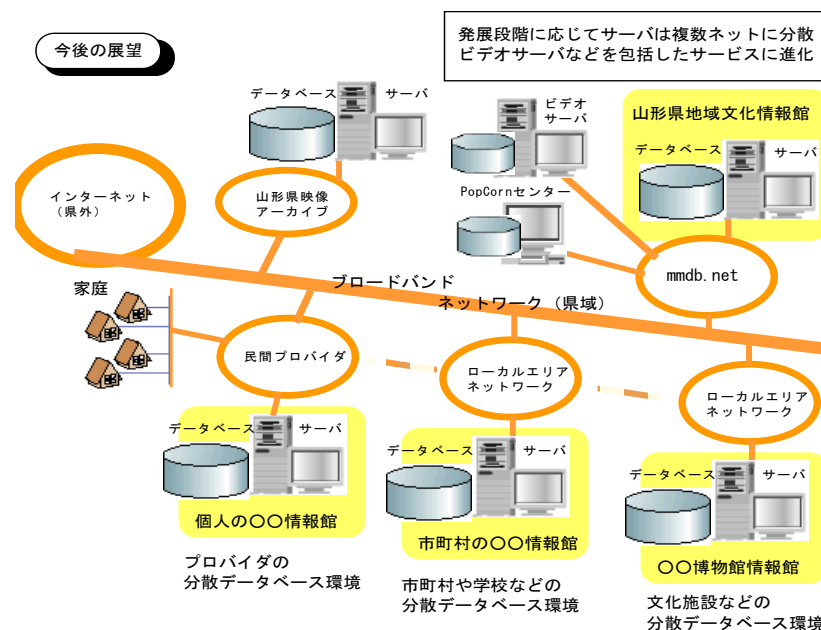 今後の展望
発展段階に応じてサーバは複数ネットに分散
ビデオサーバなどを包括したサービスに進化
データベース サーバ
ビデオ
サーバ
山形県地域文化情報館
データベース サーバ
インターネット
(県外)
山形県映像
アーカイブ
PopCornセンター
mmdb.net
ブロードバンド
ネットワーク（県域）
家庭
民間プロバイダ
ローカルエリア
ネットワーク
ローカルエリア
ネットワーク
データベース サーバ
個人の〇〇情報館
データベース サーバ
市町村の〇〇情報館
データベース サーバ
〇〇博物館情報館
プロバイダの
分散データベース環境
市町村や学校などの
分散データベース環境
文化施設などの
分散データベース環境